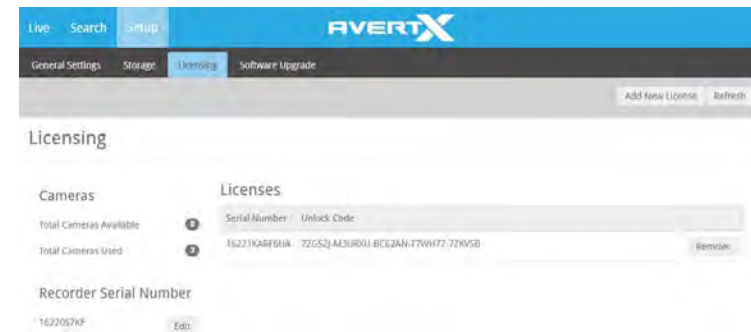 Live Search Setup
AVERTX
General Settings Storage Licensing Software Upgrade
Add New License Refresh
Licensing
Cameras
Total Cameras Available
Total Cameras Used
Licenses
Serial Number Unlock Code
Remove
Recorder Serial Number
Edit